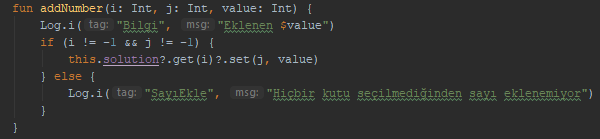 fun addNumber(i: Int, j: Int, value: Int) {
Log.i( tag: "Bilgi", msg: "Eklenen $value")
if (i != -1 && j != -1) {
this.solution?.get(i)?.set(j, value)
} else {
Log.i( tag: "SayıEkle", msg: "Hiçbir kutu seçilmediğinden sayı eklenemiyor")
}
}